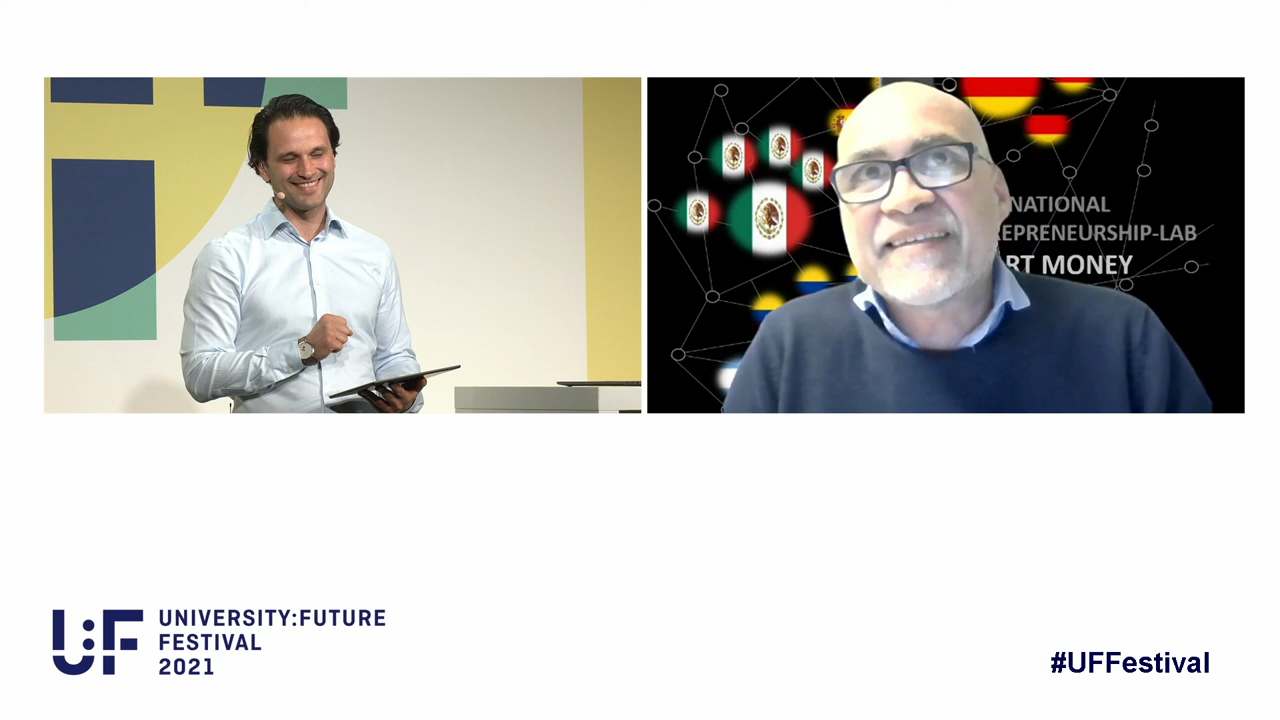 NATIONAL
REPRENEURSHIP-LAB
RT MONEY
U:F
UNIVERSITY:FUTURE
FESTIVAL
2021
#UFFestival